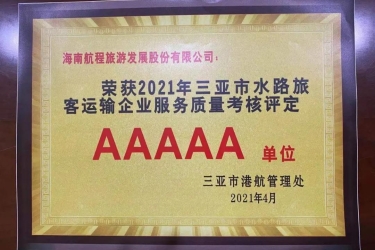 海南航程旅游发展股份有限公司：
荣获2021年三亚市水路旅
客运输企业服务质量考核评定
AAAAA 单位
三亚市港航管理处
2021年4月